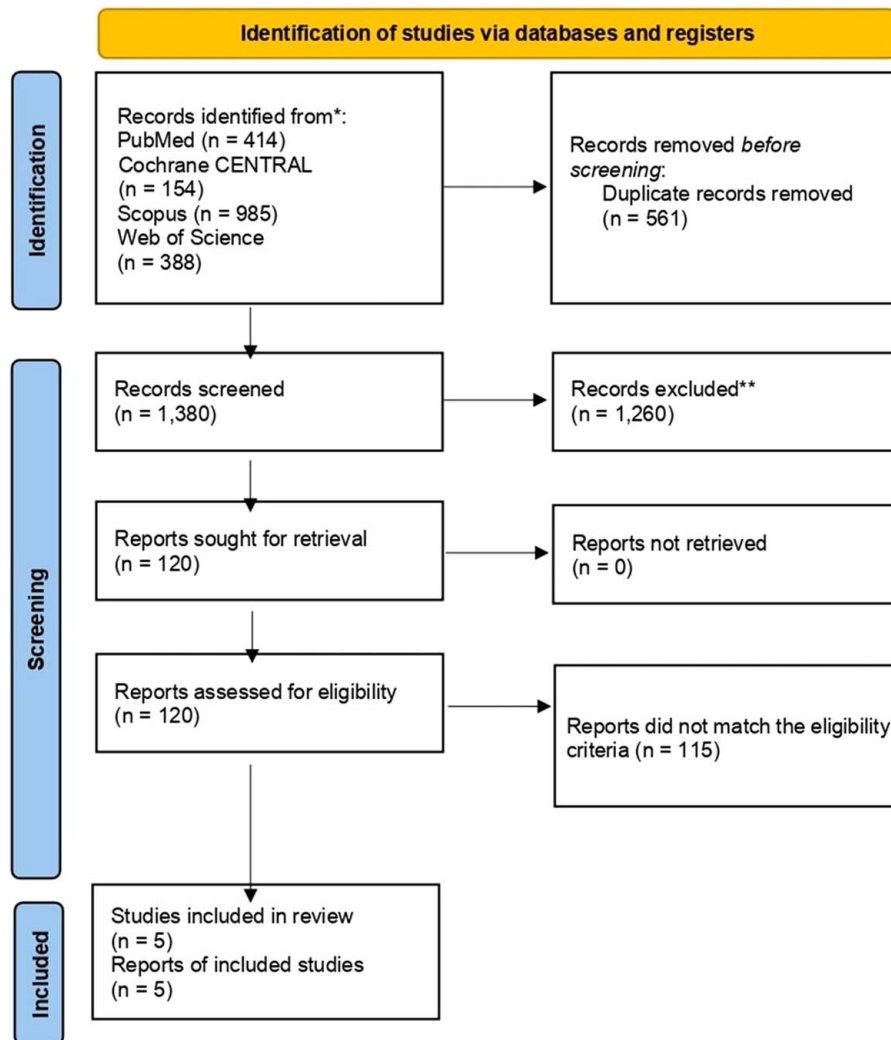 Identification of studies via databases and registers
Identification
Records identified from*:
PubMed (n = 414)
Cochrane CENTRAL
(n = 154)
Scopus (n = 985)
Web of Science
(n = 388)
Records removed before
screening:
Duplicate records removed
(n = 561)
Screening
Records screened
(n = 1,380)
Records excluded**
(n = 1,260)
Reports sought for retrieval
(n = 120)
Reports not retrieved
(n = 0)
Reports assessed for eligibility
(n = 120)
Reports did not match the eligibility
criteria (n = 115)
Included
Studies included in review
(n = 5)
Reports of included studies
(n = 5)